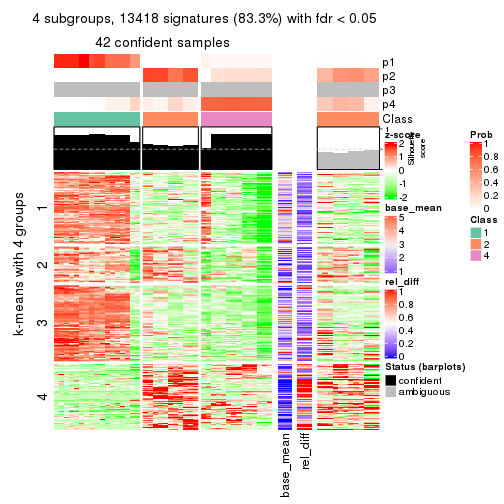 4 subgroups, 13418 signatures (83.3%) with fdr < 0.05
42 confident samples
p1
p2
p3
p4
Class
1
Silhouette
score
k-means with 4 groups
1
2
3
4
base_mean
rel_diff
z-score
2
1
0
-1
-2
base_mean
5
4
3
2
1
rel_diff
1
0.8
0.6
0.4
0.2
0
Status (barplots)
confident
ambiguous
Prob
1
0.8
0.6
0.4
0.2
0
Class
1
2
4